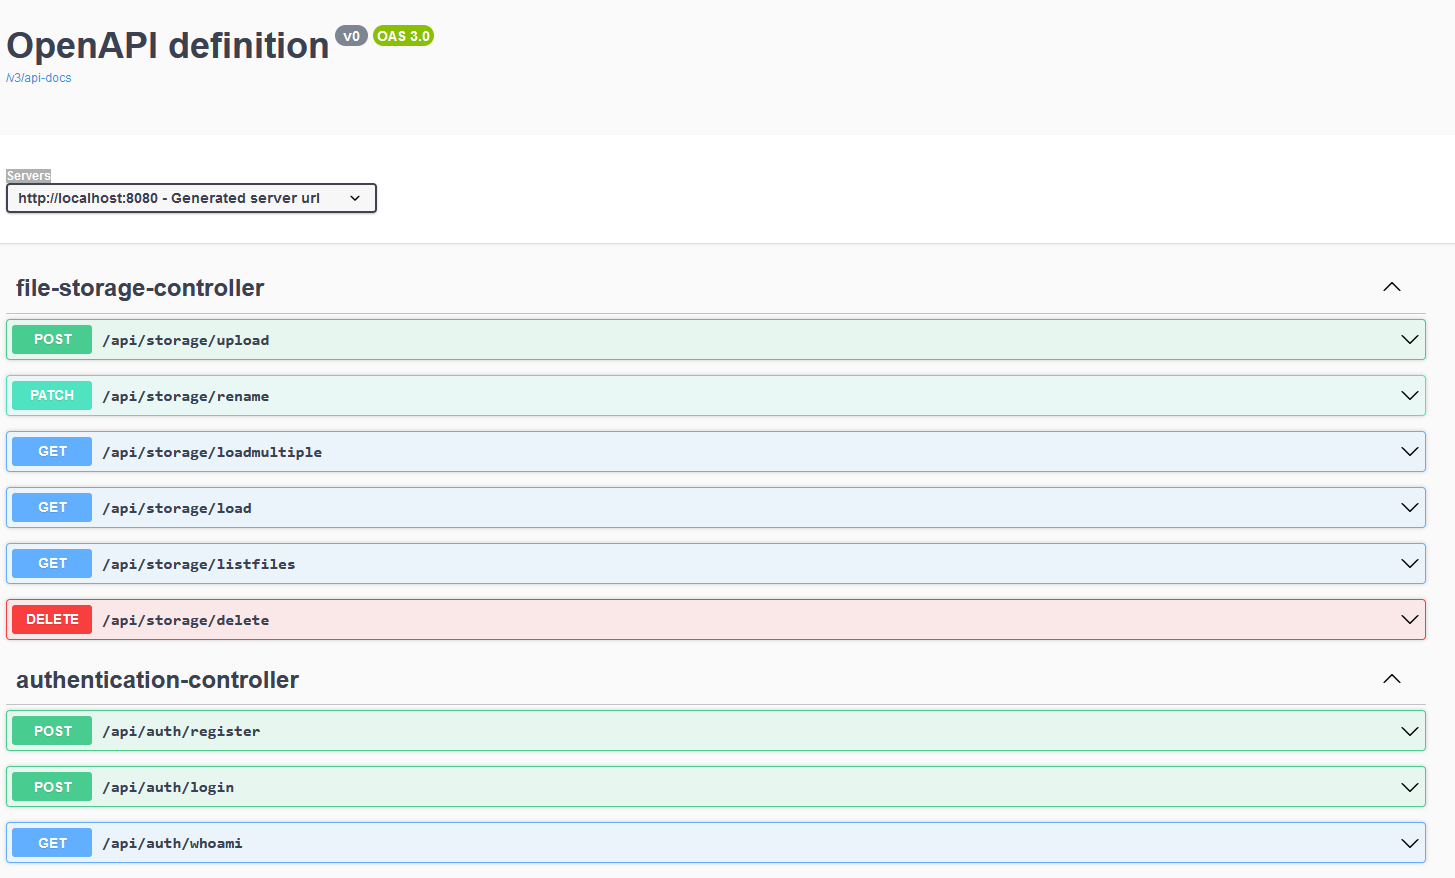 OpenAPI definition v0 OAS 3.0
/v3/api-docs
Servers
http://localhost:8080 - Generated server url
file-storage-controller
POST /api/storage/upload
PATCH /api/storage/rename
GET /api/storage/loadmultiple
GET /api/storage/load
GET /api/storage/listfiles
DELETE /api/storage/delete
authentication-controller
POST /api/auth/register
POST /api/auth/login
GET /api/auth/whoami